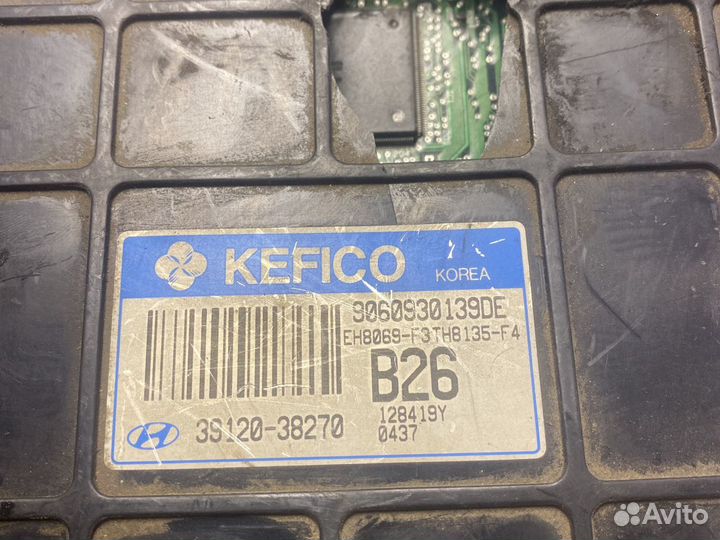 KEFICO KOREA
9060930139DE
EH8069-F3TH8135-F4
B26
128419Y
39120-38270 0437
Avito